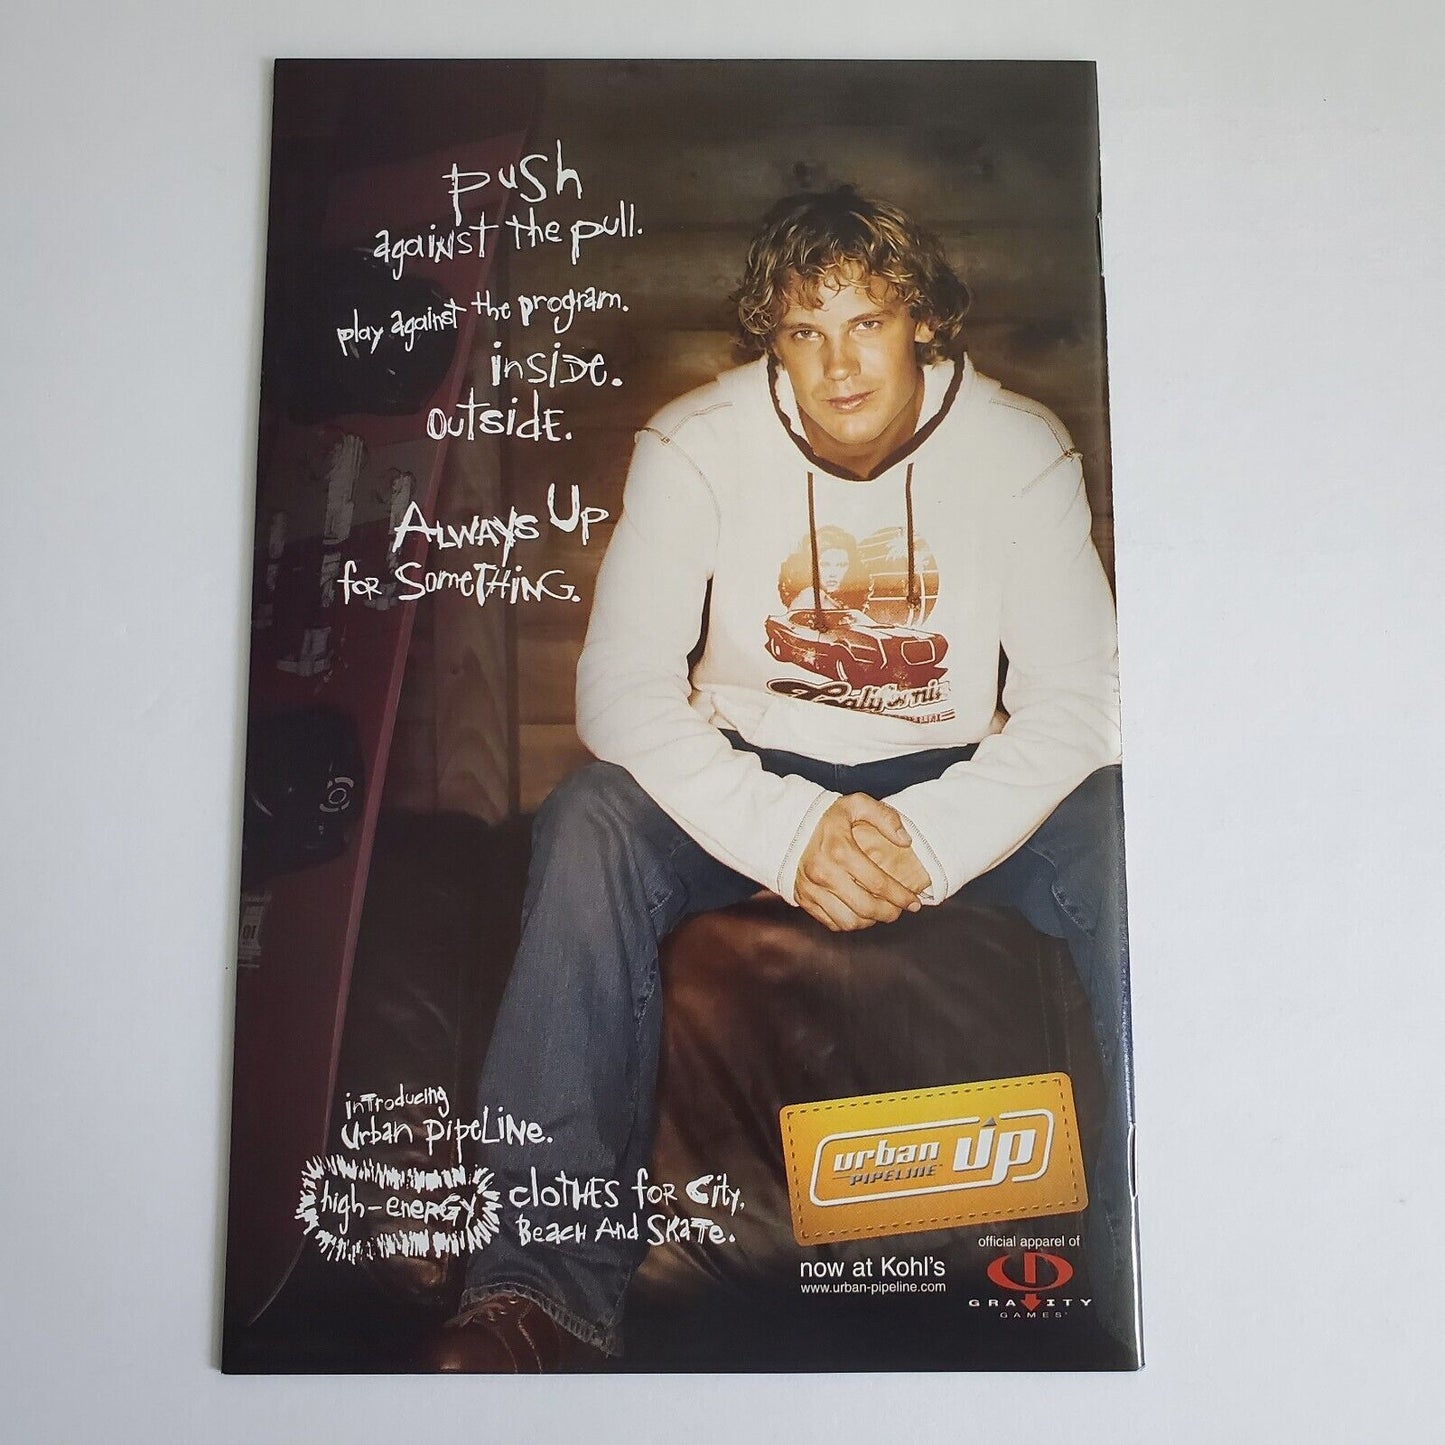 push
against the pull.
play against the program.
inside.
outside.
Always Up
for Something.
introducing
urban pipeline.
high-energy clothes for city,
Beach And Skate.
urban UP
PIPELINE
now at Kohl's
www.urban-pipeline.com
official apparel of
GRAVITY
GAMES
California